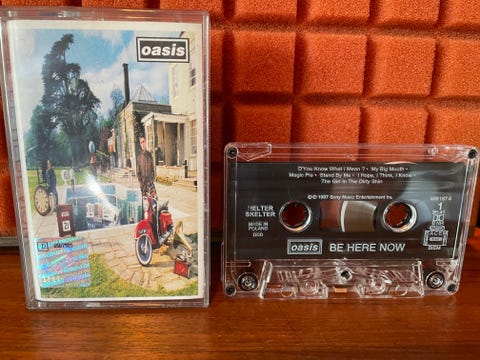 oasis
D'You Know What I Mean ? • My Big Mouth •
Magic Pie • Stand By Me • I Hope, I Think, I Know •
The Girl In The Dirty Shirt
℗ © 1997 Sony Music Entertainment Inc.
HELTER
SKELTER
MADE IN
POLAND
1
oasis BE HERE NOW
BIEM